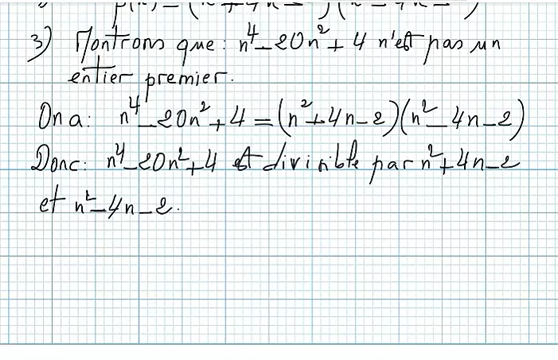 3) Montrons que: n⁴-20n²+4 n'est pas un
entier premier.
On a: n⁴-20n²+4=(n²+4n-2)(n²-4n-2)
Donc: n⁴-20n²+4 est divisible par n²+4n-2
et n²-4n-2.